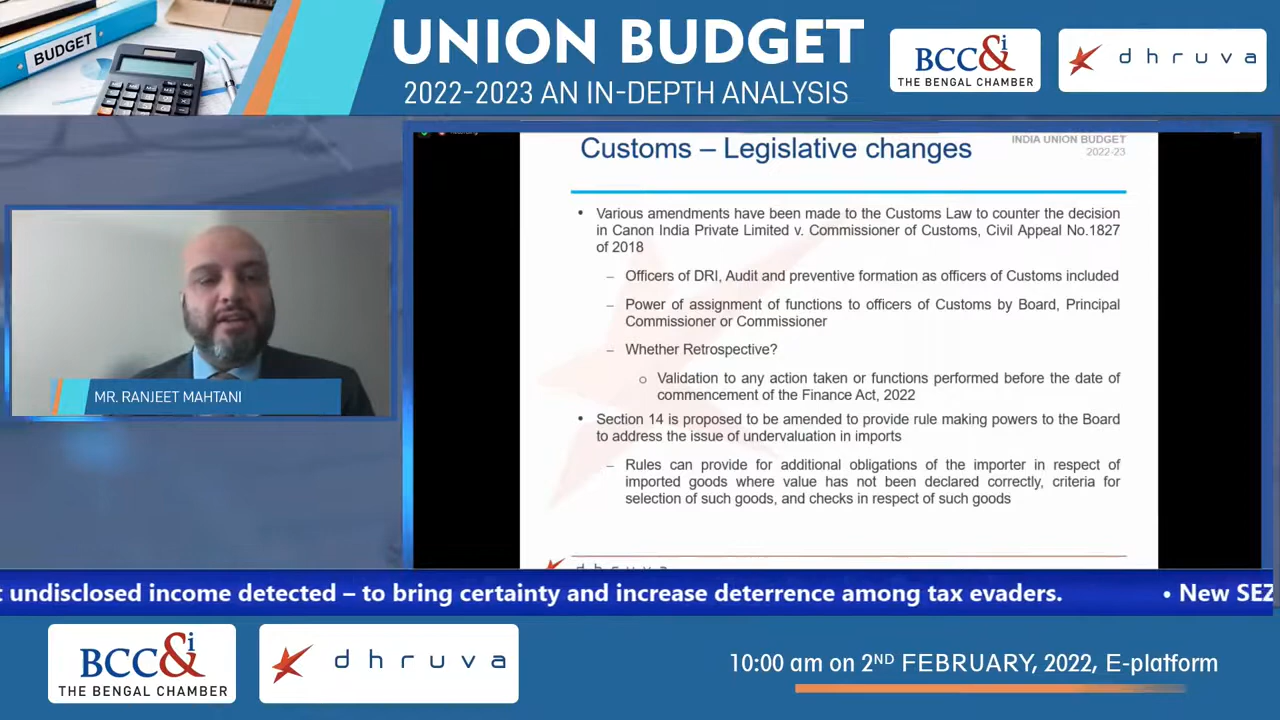 BUDGET
UNION BUDGET
2022-2023 AN IN-DEPTH ANALYSIS
BCC&i
THE BENGAL CHAMBER
dhruva
Customs – Legislative changes
INDIA UNION BUDGET
2022-23
• Various amendments have been made to the Customs Law to counter the decision
in Canon India Private Limited v. Commissioner of Customs, Civil Appeal No.1827
of 2018
– Officers of DRI, Audit and preventive formation as officers of Customs included
– Power of assignment of functions to officers of Customs by Board, Principal
Commissioner or Commissioner
– Whether Retrospective?
o Validation to any action taken or functions performed before the date of
commencement of the Finance Act, 2022
• Section 14 is proposed to be amended to provide rule making powers to the Board
to address the issue of undervaluation in imports
– Rules can provide for additional obligations of the importer in respect of
imported goods where value has not been declared correctly, criteria for
selection of such goods, and checks in respect of such goods
dhruva
MR. RANJEET MAHTANI
undisclosed income detected – to bring certainty and increase deterrence among tax evaders. • New SEZ
BCC&i
THE BENGAL CHAMBER
dhruva
10:00 am on 2ND FEBRUARY, 2022, E-platform